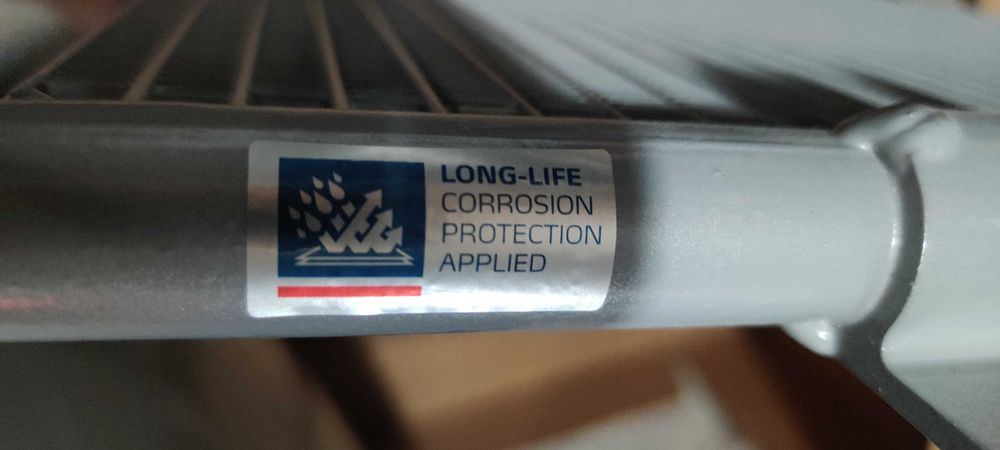 LONG-LIFE
CORROSION
PROTECTION
APPLIED